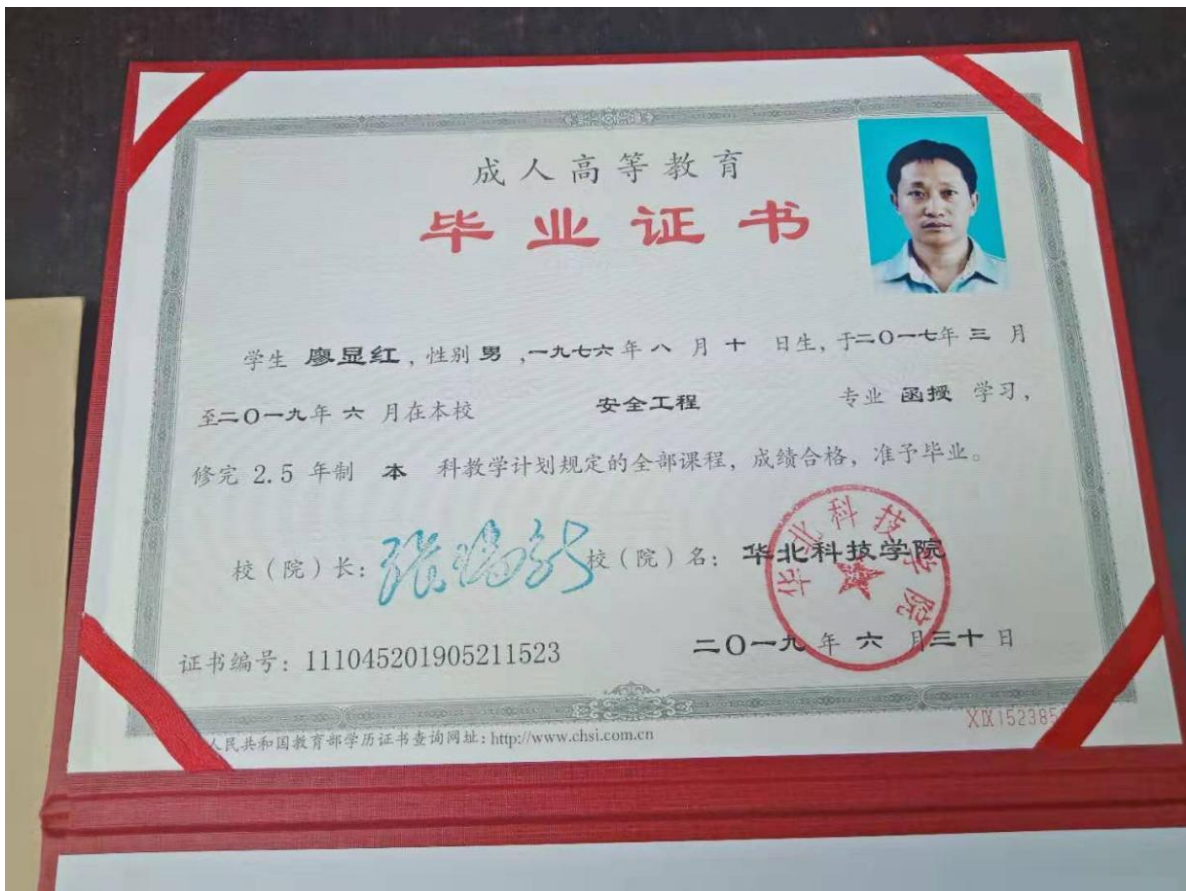 成人高等教育
毕业证书
学生 廖显红，性别 男，一九七六年八月十日生，于二〇一七年三月
至二〇一九年六月在本校 安全工程 专业 函授 学习，
修完 2.5 年制 本 科教学计划规定的全部课程，成绩合格，准予毕业。
校（院）长： 校（院）名：华北科技学院
华北科技学院
证书编号：111045201905211523 二〇一九年六月三十日
人民共和国教育部学历证书查询网址：http://www.chsi.com.cn